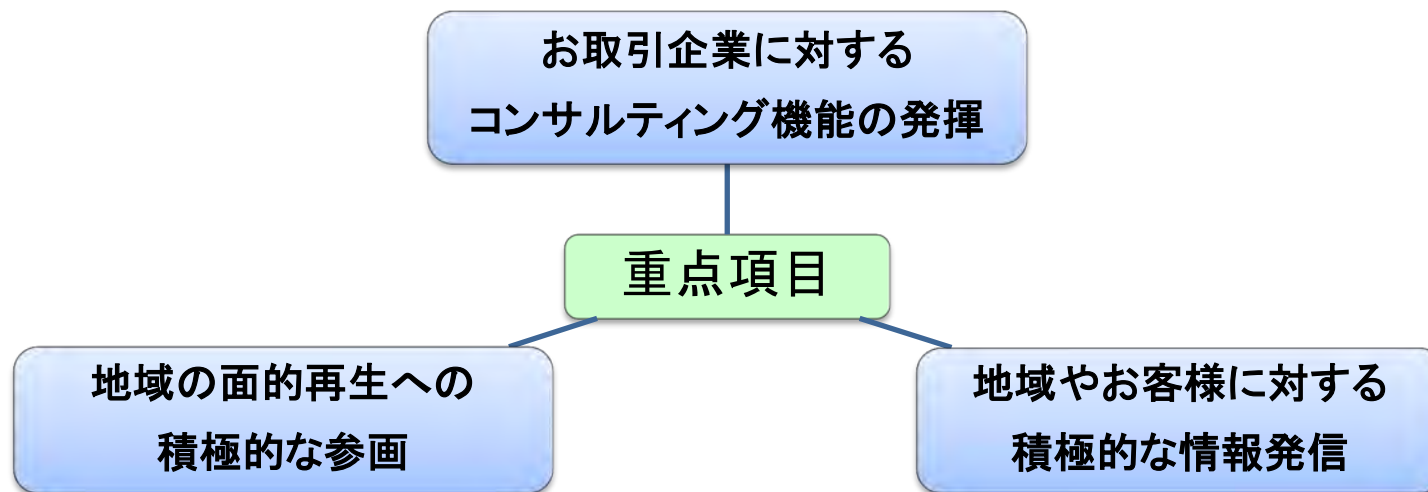 お取引企業に対する
コンサルティング機能の発揮
重点項目
地域の面的再生への
積極的な参画
地域やお客様に対する
積極的な情報発信